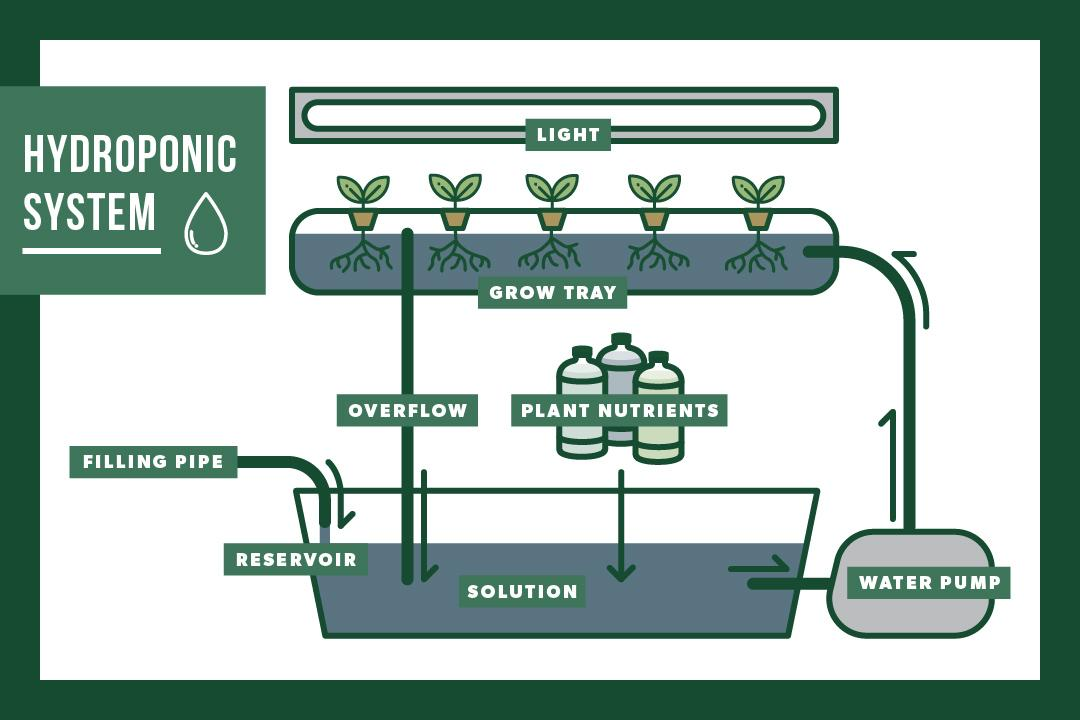 HYDROPONIC
SYSTEM
LIGHT
GROW TRAY
OVERFLOW
PLANT NUTRIENTS
FILLING PIPE
RESERVOIR
SOLUTION
WATER PUMP